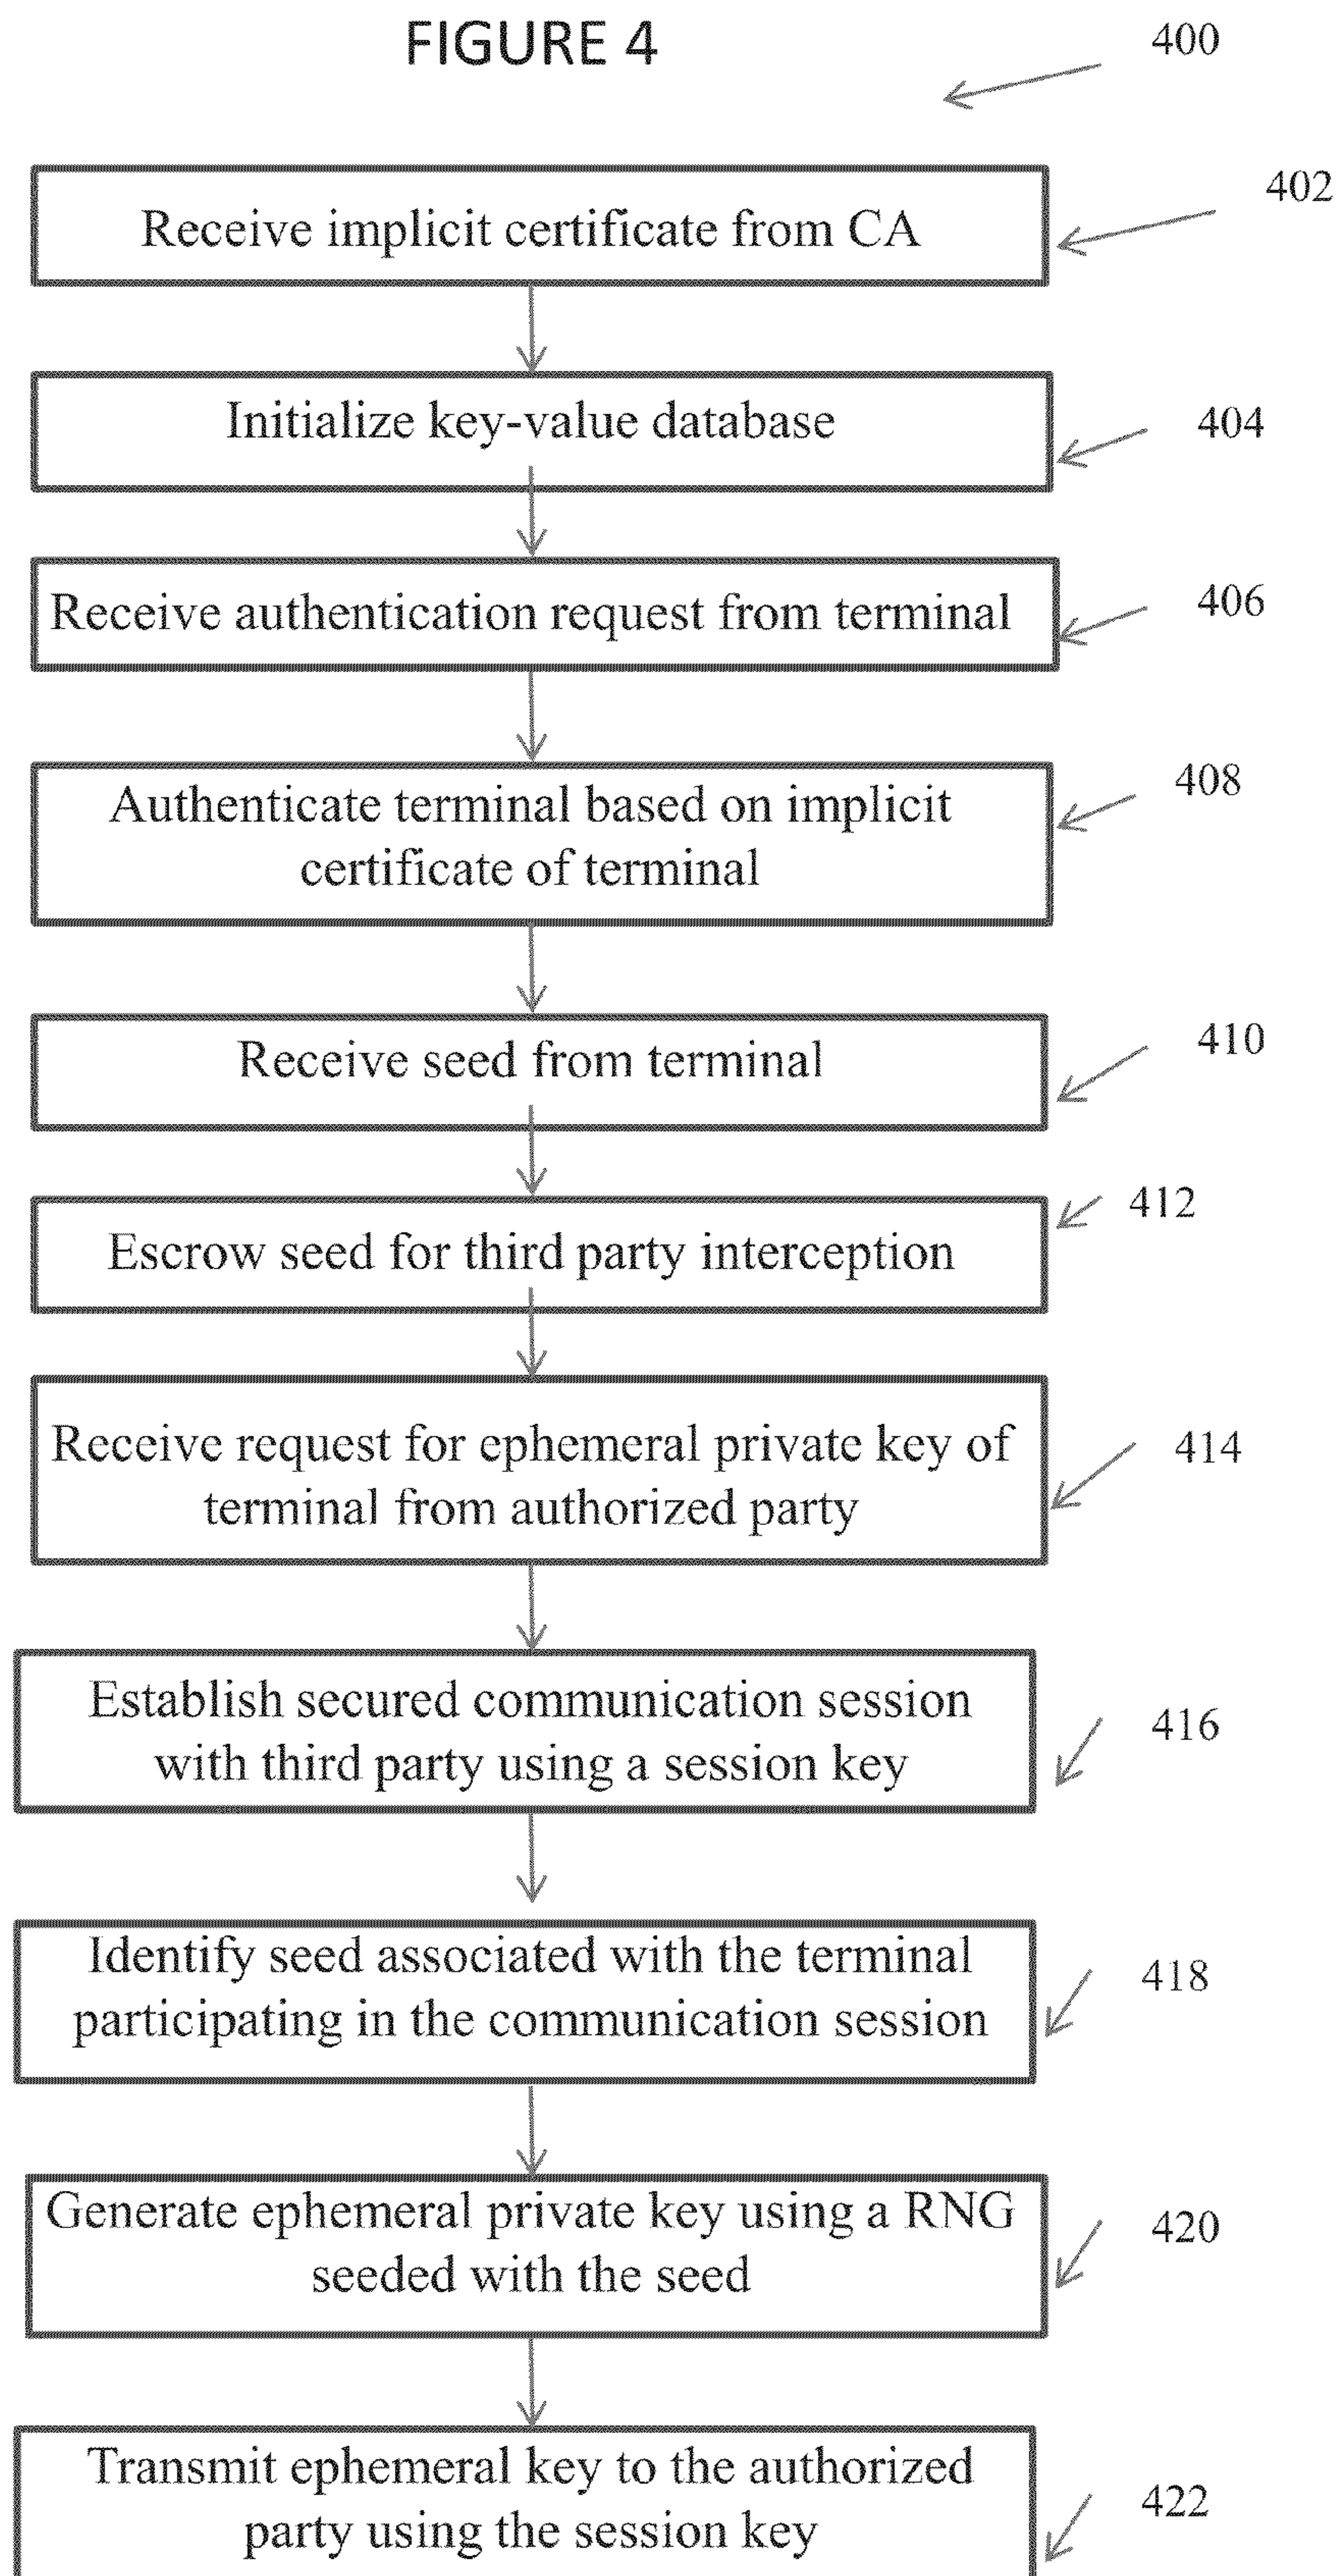 FIGURE 4
400
402
Receive implicit certificate from CA
Initialize key-value database
404
Receive authentication request from terminal
406
408
Authenticate terminal based on implicit
certificate of terminal
Receive seed from terminal
410
412
Escrow seed for third party interception
Receive request for ephemeral private key of
terminal from authorized party
414
Establish secured communication session
with third party using a session key
416
Identify seed associated with the terminal
participating in the communication session
418
Generate ephemeral private key using a RNG
seeded with the seed
420
Transmit ephemeral key to the authorized
party using the session key
422